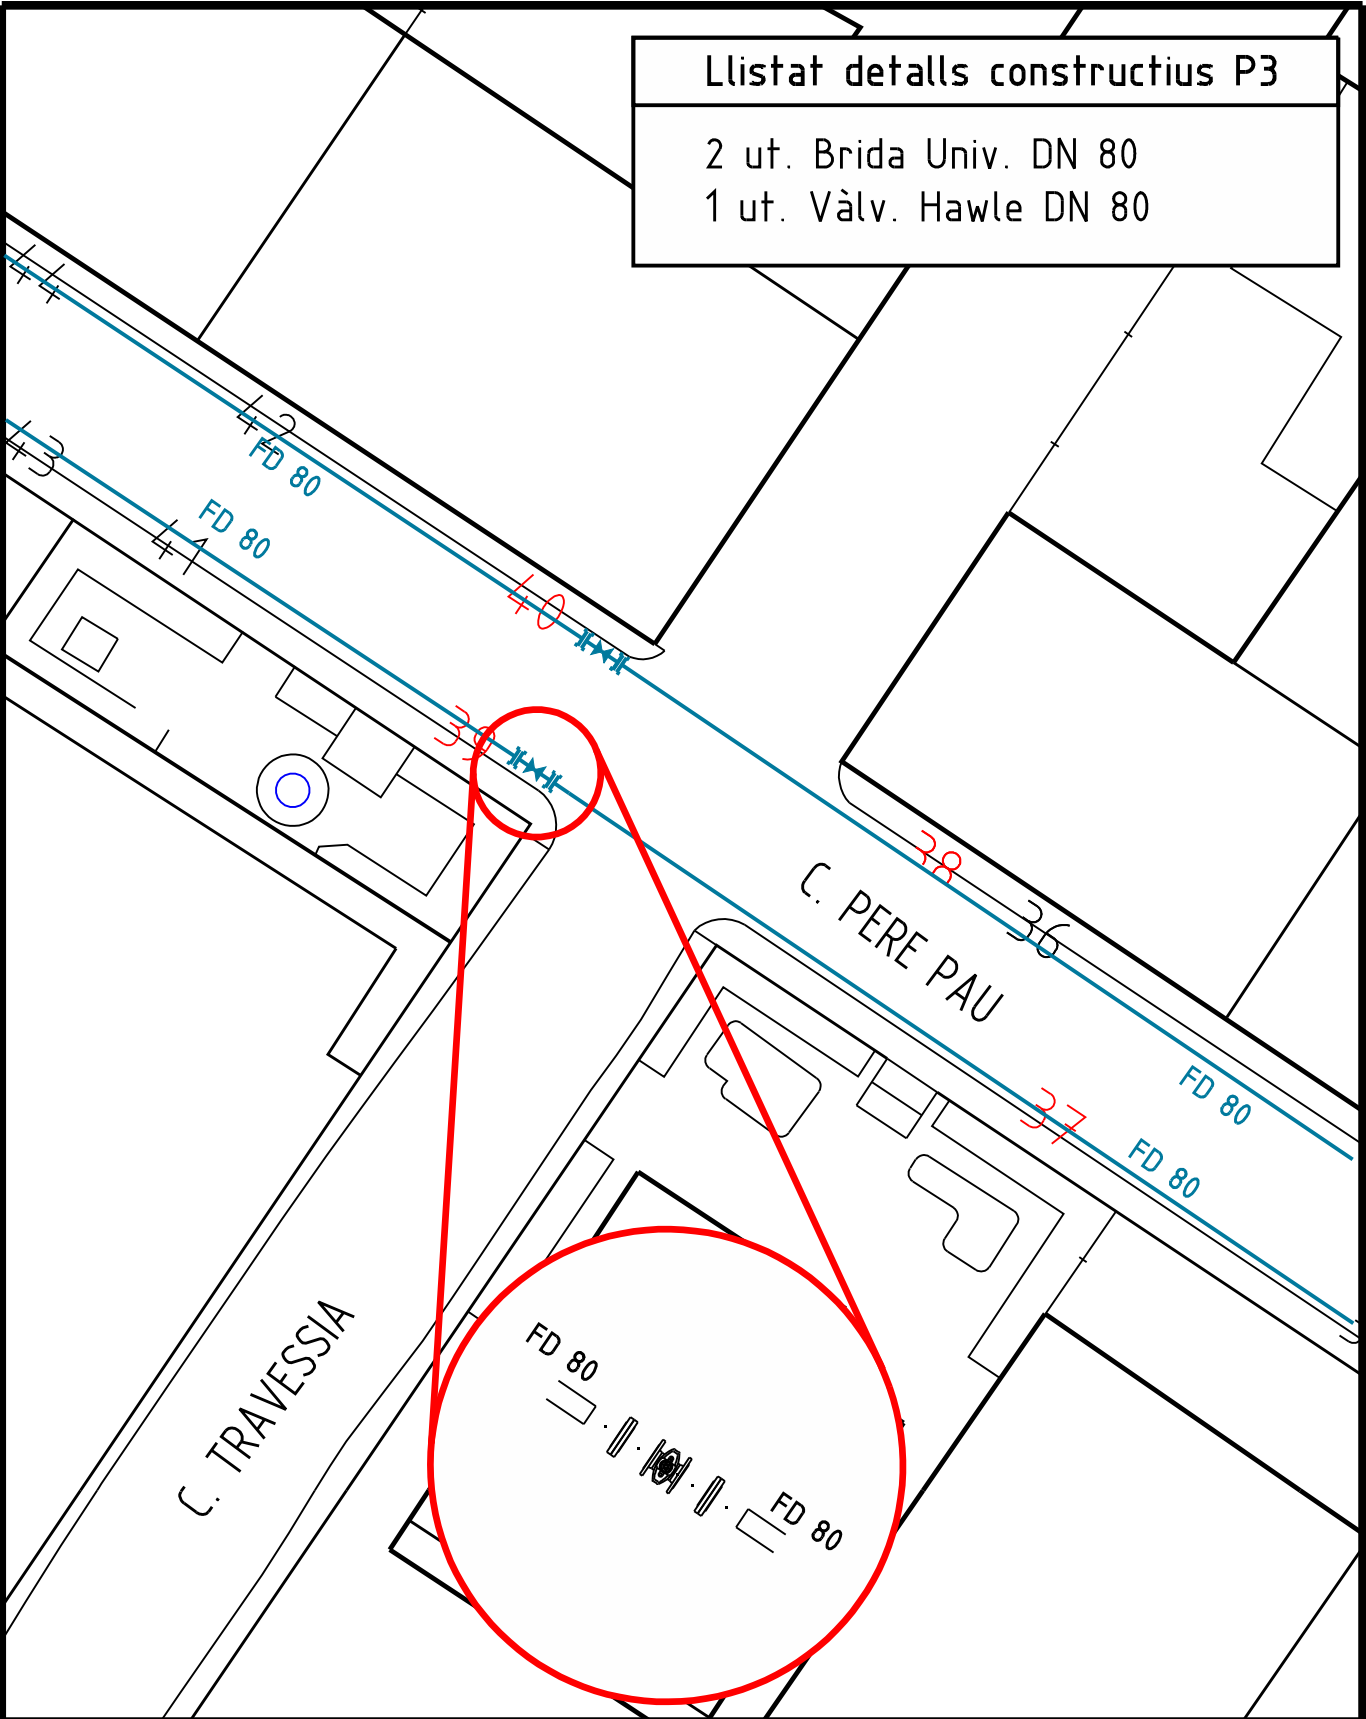 Llistat detalls constructius P3
2 ut. Brida Univ. DN 80
1 ut. Vàlv. Hawle DN 80
44
42
FD 80
43
41
FD 80
40
39
38
36
C. PERE PAU
FD 80
37
FD 80
C. TRAVESSIA
FD 80
FD 80